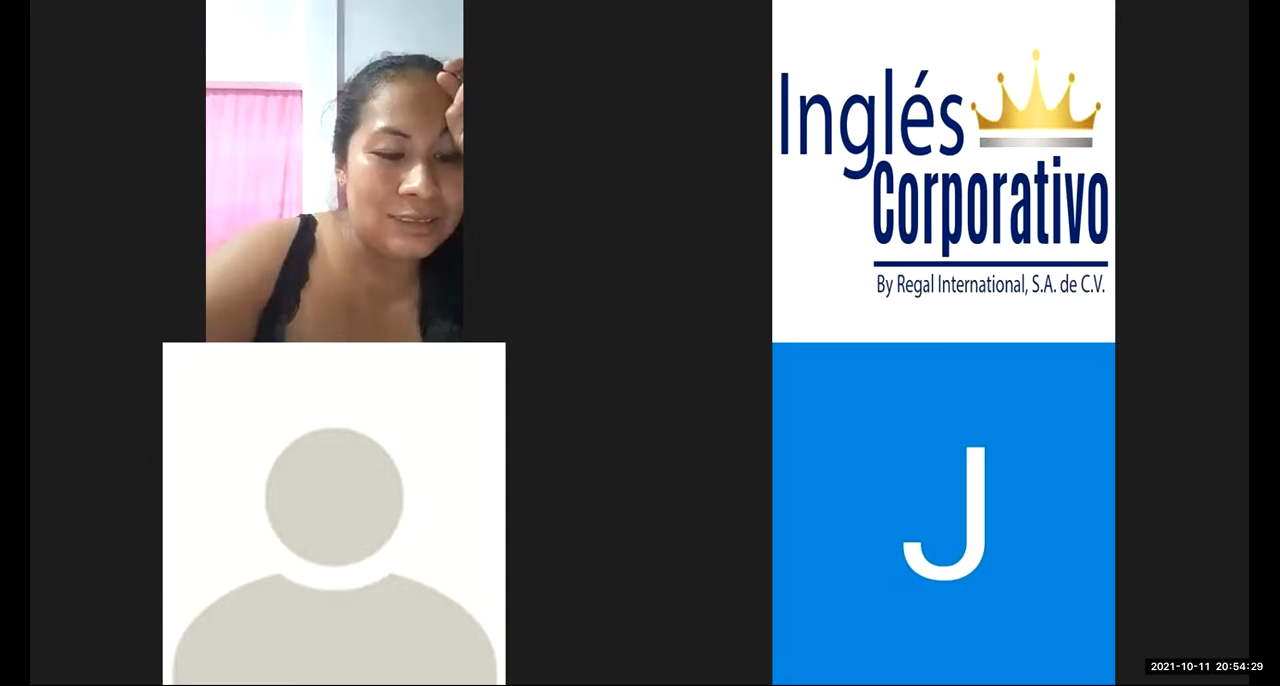 Inglés
Corporativo
By Regal International, S.A. de C.V.
J
2021-10-11 20:54:29